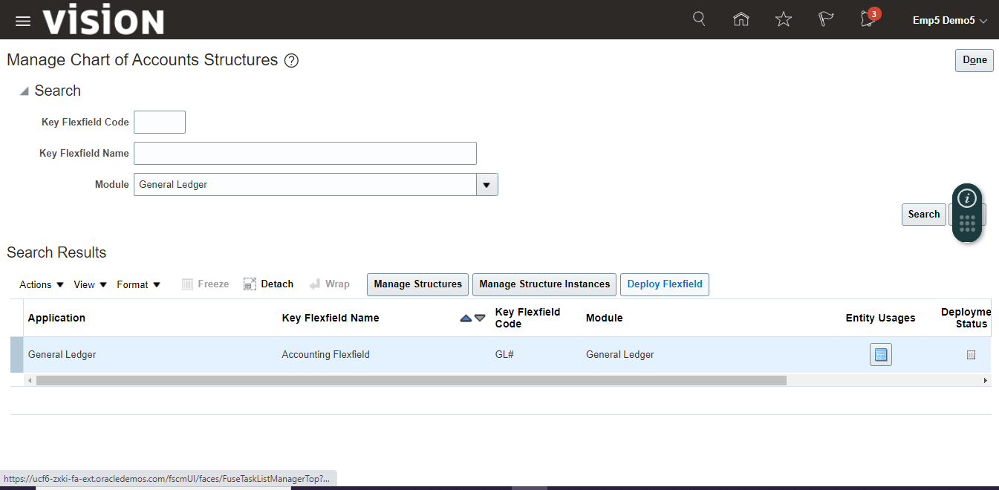 vision
3
Emp5 Demo5
Manage Chart of Accounts Structures ?
Done
Search
Key Flexfield Code
Key Flexfield Name
Module General Ledger
i
Search
Search Results
Actions View Format Freeze Detach Wrap Manage Structures Manage Structure Instances Deploy Flexfield
Application Key Flexfield Name Key Flexfield Code Module Entity Usages Deployme Status
General Ledger Accounting Flexfield GL# General Ledger
https://ucf6-zxki-fa-ext.oracledemos.com/fscmUI/faces/FuseTaskListManagerTop?...